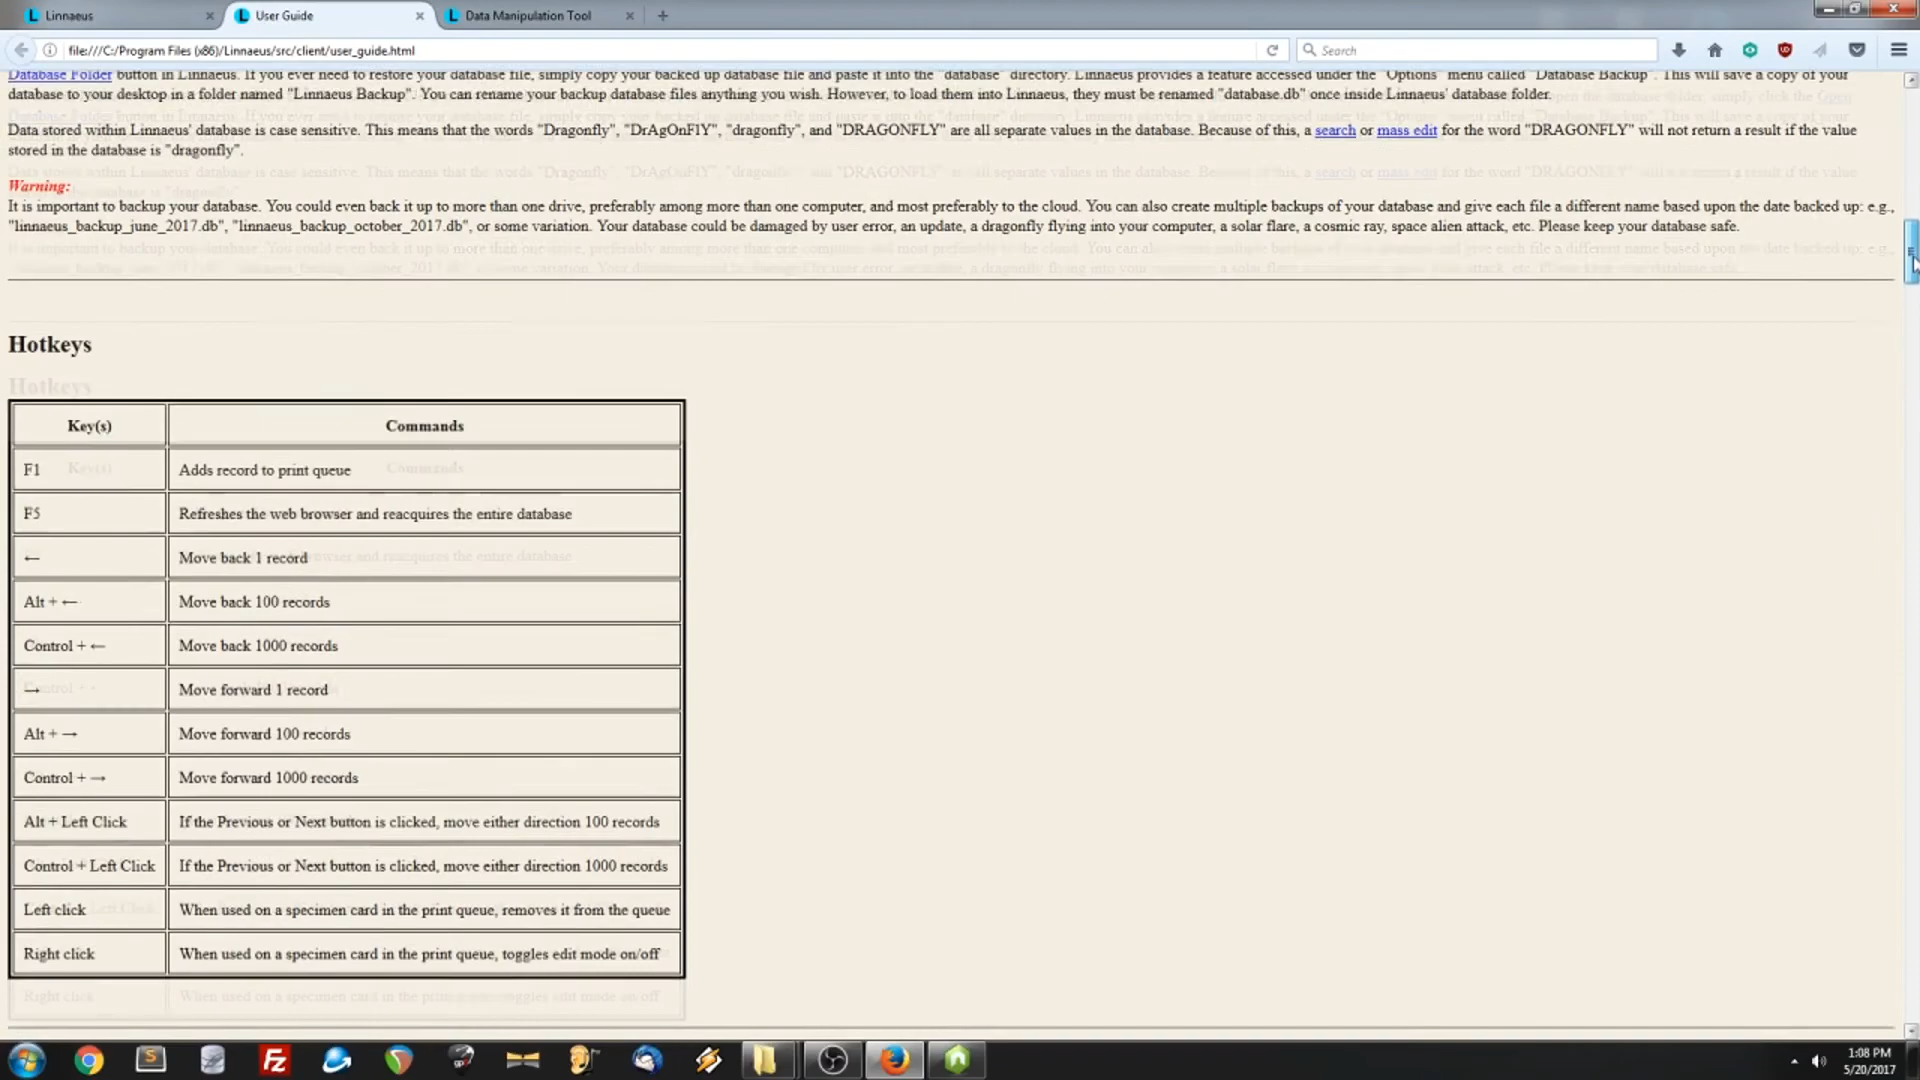 Linnaeus
User Guide
Data Manipulation Tool
file:///C:/Program Files (x86)/Linnaeus/src/client/user_guide.html
Search
Database Folder button in Linnaeus. If you ever need to restore your database file, simply copy your backed up database file and paste it into the "database" directory. Linnaeus provides a feature accessed under the "Options" menu called "Database Backup". This will save a copy of your
database to your desktop in a folder named "Linnaeus Backup". You can rename your backup database files anything you wish. However, to load them into Linnaeus, they must be renamed "database.db" once inside Linnaeus' database folder.
Data stored within Linnaeus' database is case sensitive. This means that the words "Dragonfly", "DrAgOnFlY", "dragonfly", and "DRAGONFLY" are all separate values in the database. Because of this, a search or mass edit for the word "DRAGONFLY" will not return a result if the value
stored in the database is "dragonfly".
Warning:
It is important to backup your database. You could even back it up to more than one drive, preferably among more than one computer, and most preferably to the cloud. You can also create multiple backups of your database and give each file a different name based upon the date backed up: e.g.,
"linnaeus_backup_june_2017.db", "linnaeus_backup_october_2017.db", or some variation. Your database could be damaged by user error, an update, a dragonfly flying into your computer, a solar flare, a cosmic ray, space alien attack, etc. Please keep your database safe.
Hotkeys
Key(s) Commands
F1 Adds record to print queue
F5 Refreshes the web browser and reacquires the entire database
← Move back 1 record
Alt + ← Move back 100 records
Control + ← Move back 1000 records
→ Move forward 1 record
Alt + → Move forward 100 records
Control + → Move forward 1000 records
Alt + Left Click If the Previous or Next button is clicked, move either direction 100 records
Control + Left Click If the Previous or Next button is clicked, move either direction 1000 records
Left click When used on a specimen card in the print queue, removes it from the queue
Right click When used on a specimen card in the print queue, toggles edit mode on/off
1:08 PM
5/20/2017